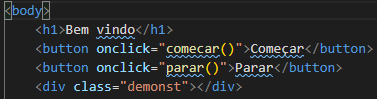 <body>
<h1>Bem vindo</h1>
<button onclick="comecar()">Começar</button>
<button onclick="parar()">Parar</button>
<div class="demonst"></div>